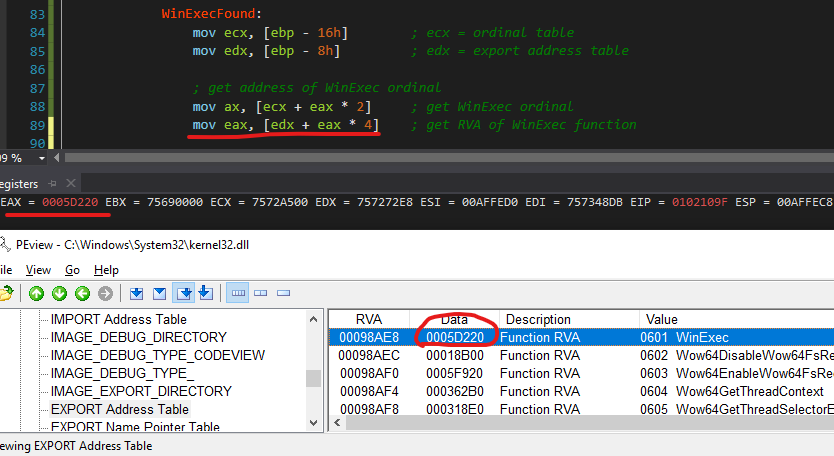 83 WinExecFound:
84 mov ecx, [ebp - 16h] ; ecx = ordinal table
85 mov edx, [ebp - 8h] ; edx = export address table
86
87 ; get address of WinExec ordinal
88 mov ax, [ecx + eax * 2] ; get WinExec ordinal
89 mov eax, [edx + eax * 4] ; get RVA of WinExec function
90
99 %
egisters
EAX = 0005D220 EBX = 75690000 ECX = 7572A500 EDX = 757272E8 ESI = 00AFFED0 EDI = 757348DB EIP = 0102109F ESP = 00AFFEC8
PEview - C:\Windows\System32\kernel32.dll
ile View Go Help
IMPORT Address Table
IMAGE_DEBUG_DIRECTORY
IMAGE_DEBUG_TYPE_CODEVIEW
IMAGE_DEBUG_TYPE_
IMAGE_EXPORT_DIRECTORY
EXPORT Address Table
EXPORT Name Pointer Table
RVA Data Description Value
00098AE8 0005D220 Function RVA 0601 WinExec
00098AEC 00018B00 Function RVA 0602 Wow64DisableWow64FsRe
00098AF0 0005F920 Function RVA 0603 Wow64EnableWow64FsRec
00098AF4 000362B0 Function RVA 0604 Wow64GetThreadContext
00098AF8 000318E0 Function RVA 0605 Wow64GetThreadSelectorE
ewing EXPORT Address Table